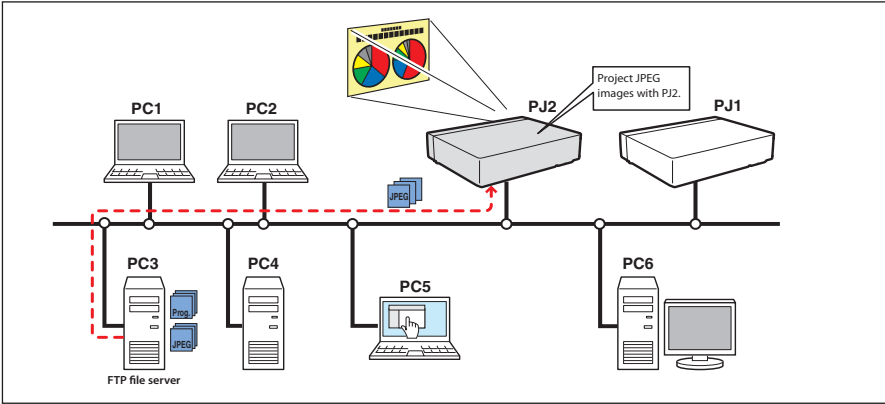 Project JPEG
images with PJ2.
PJ2
PJ1
PC1
PC2
JPEG
PC3
PC4
PC5
PC6
Prog.
JPEG
FTP file server